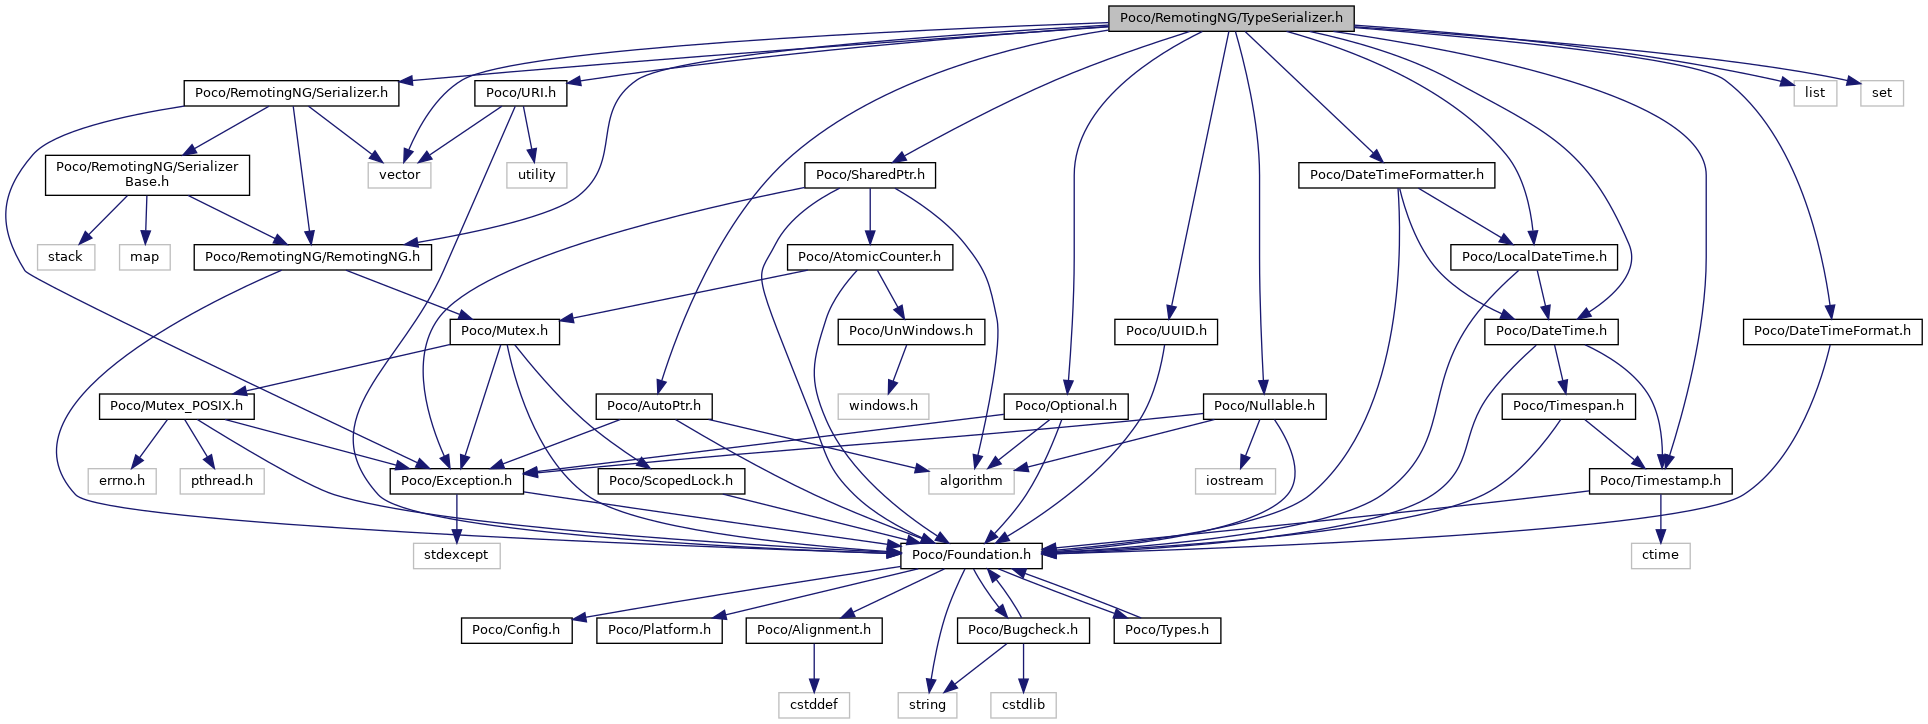 Poco/RemotingNG/TypeSerializer.h
Poco/RemotingNG/Serializer.h
Poco/URI.h
list
set
Poco/RemotingNG/Serializer
Base.h
vector
utility
Poco/SharedPtr.h
Poco/DateTimeFormatter.h
stack
map
Poco/RemotingNG/RemotingNG.h
Poco/AtomicCounter.h
Poco/LocalDateTime.h
Poco/Mutex.h
Poco/UnWindows.h
Poco/UUID.h
Poco/DateTime.h
Poco/DateTimeFormat.h
Poco/Mutex_POSIX.h
Poco/AutoPtr.h
windows.h
Poco/Optional.h
Poco/Nullable.h
Poco/Timespan.h
errno.h
pthread.h
Poco/Exception.h
Poco/ScopedLock.h
algorithm
iostream
Poco/Timestamp.h
stdexcept
Poco/Foundation.h
ctime
Poco/Config.h
Poco/Platform.h
Poco/Alignment.h
Poco/Bugcheck.h
Poco/Types.h
cstddef
string
cstdlib